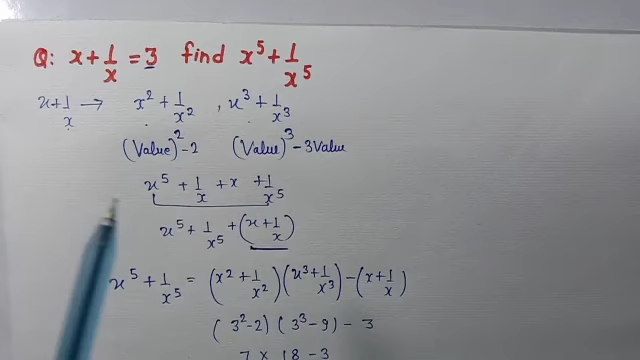 Q: x + 1/x = 3 find x^5 + 1/x^5
x + 1/x → x^2 + 1/x^2 , x^3 + 1/x^3
(Value)^2 - 2 (Value)^3 - 3Value
x^5 + 1/x + x + 1/x^5
x^5 + 1/x^5 + (x + 1/x)
x^5 + 1/x^5 = (x^2 + 1/x^2)(x^3 + 1/x^3) - (x + 1/x)
(3^2 - 2) (3^3 - 9) - 3
7 × 18 - 3